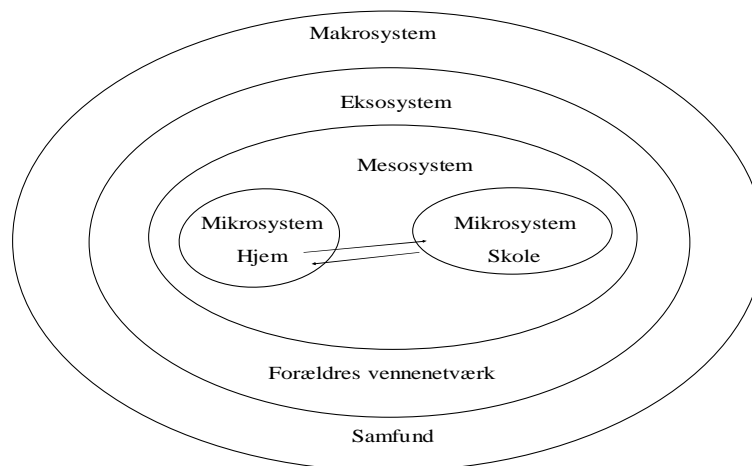 Makrosystem
Eksosystem
Mesosystem
Mikrosystem
Hjem
Mikrosystem
Skole
Forældres vennenetværk
Samfund